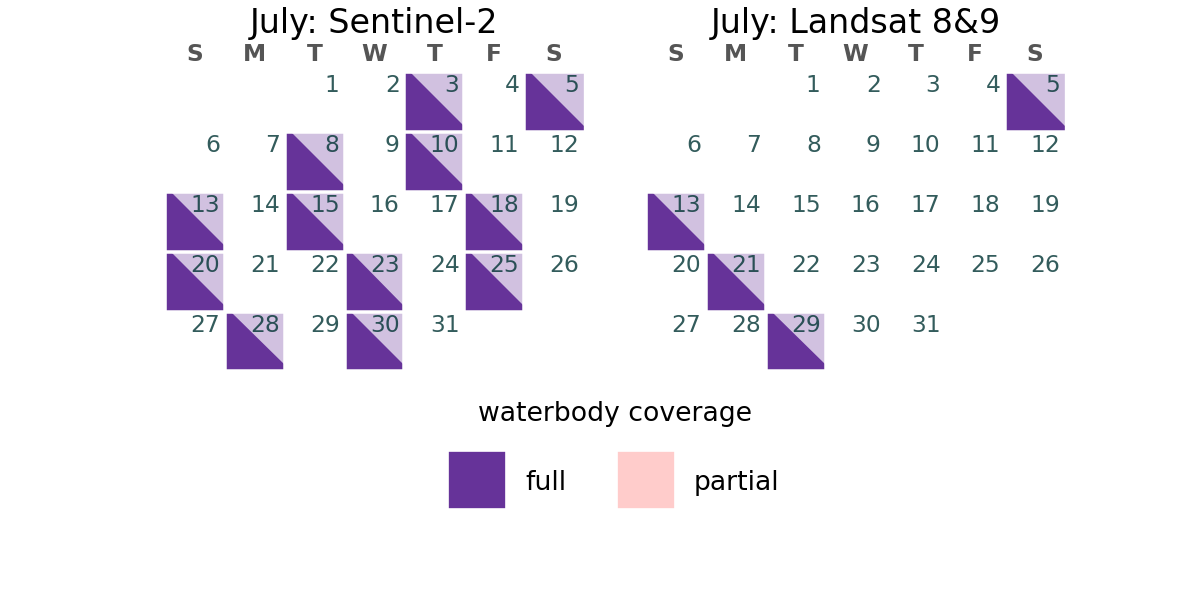 July: Sentinel-2
S M T W T F S
1 2 3 4 5
6 7 8 9 10 11 12
13 14 15 16 17 18 19
20 21 22 23 24 25 26
27 28 29 30 31
July: Landsat 8&9
S M T W T F S
1 2 3 4 5
6 7 8 9 10 11 12
13 14 15 16 17 18 19
20 21 22 23 24 25 26
27 28 29 30 31
waterbody coverage
full partial